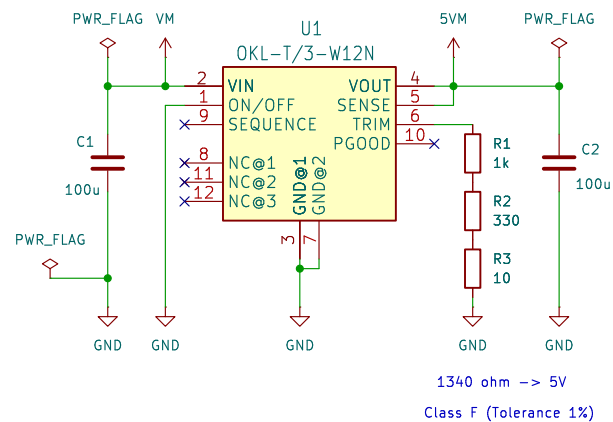 PWR_FLAG
VM
U1
OKL-T/3-W12N
5VM
PWR_FLAG
2
VIN
VOUT
4
1
ON/OFF
SENSE
5
9
SEQUENCE
TRIM
6
PGOOD
10
8
NC@1
11
NC@2
12
NC@3
GND@1
GND@2
3
7
C1
100u
R1
1k
R2
330
R3
10
C2
100u
PWR_FLAG
GND
GND
GND
GND
GND
1340 ohm -> 5V
Class F (Tolerance 1%)